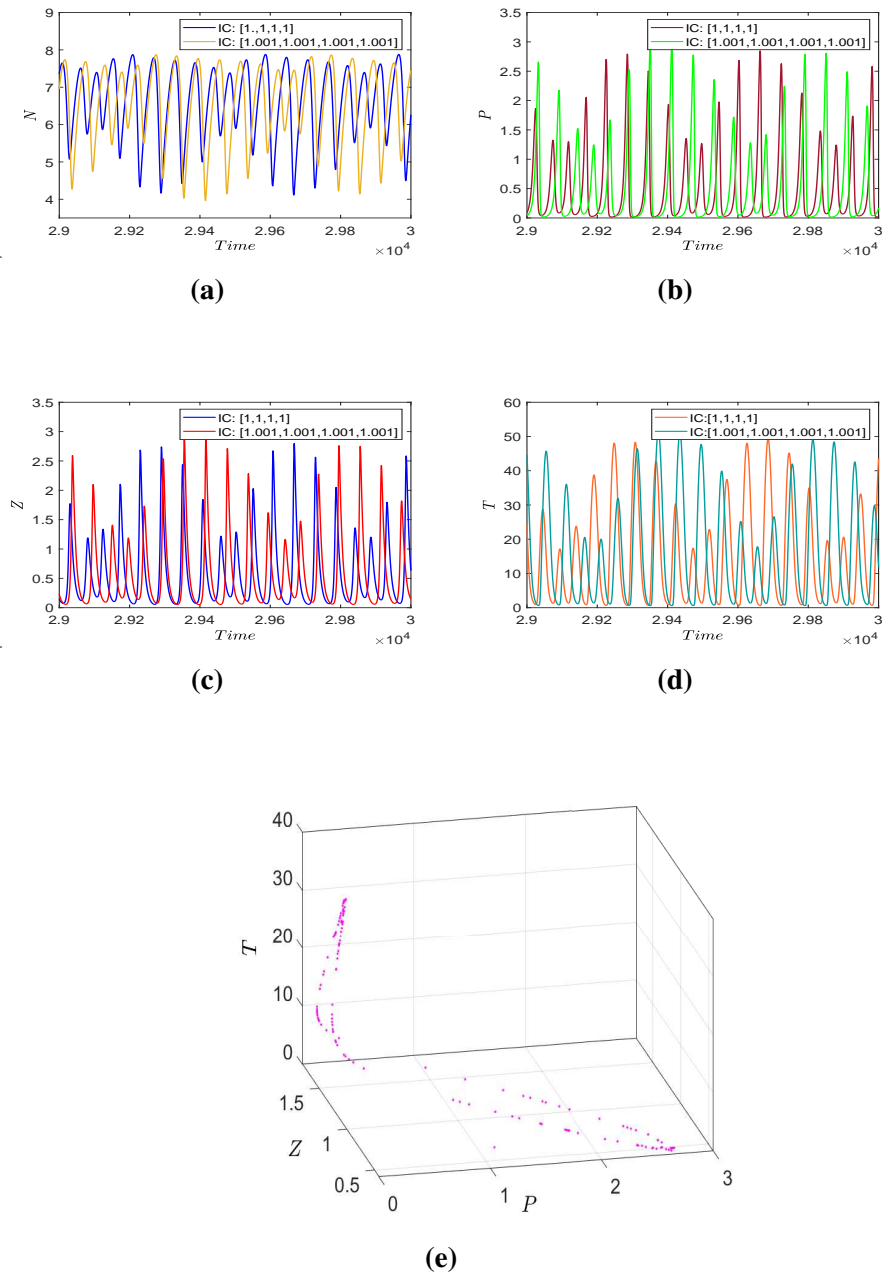 IC: [1.,1,1,1]
IC: [1.001,1.001,1.001,1.001]
9
8
7
6
5
4
N
2.9
2.92
2.94
2.96
2.98
3
Time
×10⁴
(a)
IC: [1,1,1,1]
IC: [1.001,1.001,1.001,1.001]
3.5
3
2.5
2
1.5
1
0.5
0
P
2.9
2.92
2.94
2.96
2.98
3
Time
×10⁴
(b)
IC: [1,1,1,1]
IC: [1.001,1.001,1.001,1.001]
3.5
3
2.5
2
1.5
1
0.5
0
Z
2.9
2.92
2.94
2.96
2.98
3
Time
×10⁴
(c)
IC:[1,1,1,1]
IC:[1.001,1.001,1.001,1.001]
60
50
40
30
20
10
0
T
2.9
2.92
2.94
2.96
2.98
3
Time
×10⁴
(d)
40
30
20
10
0
T
1.5
1
0.5
Z
0
1
2
3
P
(e)